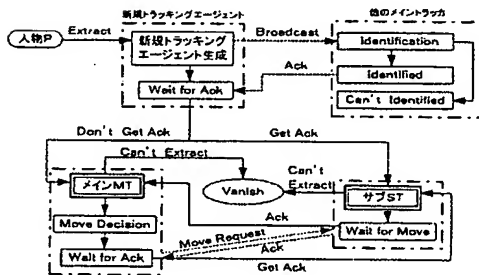 新規トラッキングエージェント
他のメイントラッカ
人物P
Extract
新規トラッキング
エージェント生成
Broadcast
Identification
Ack
Identified
Wait for Ack
Can't Identified
Don't Get Ack
Get Ack
Can't Extract
Can't
Extract
メインMT
Vanish
サブST
Move Decision
Ack
Wait for Move
Move Request
Ack
Wait for Ack
Get Ack